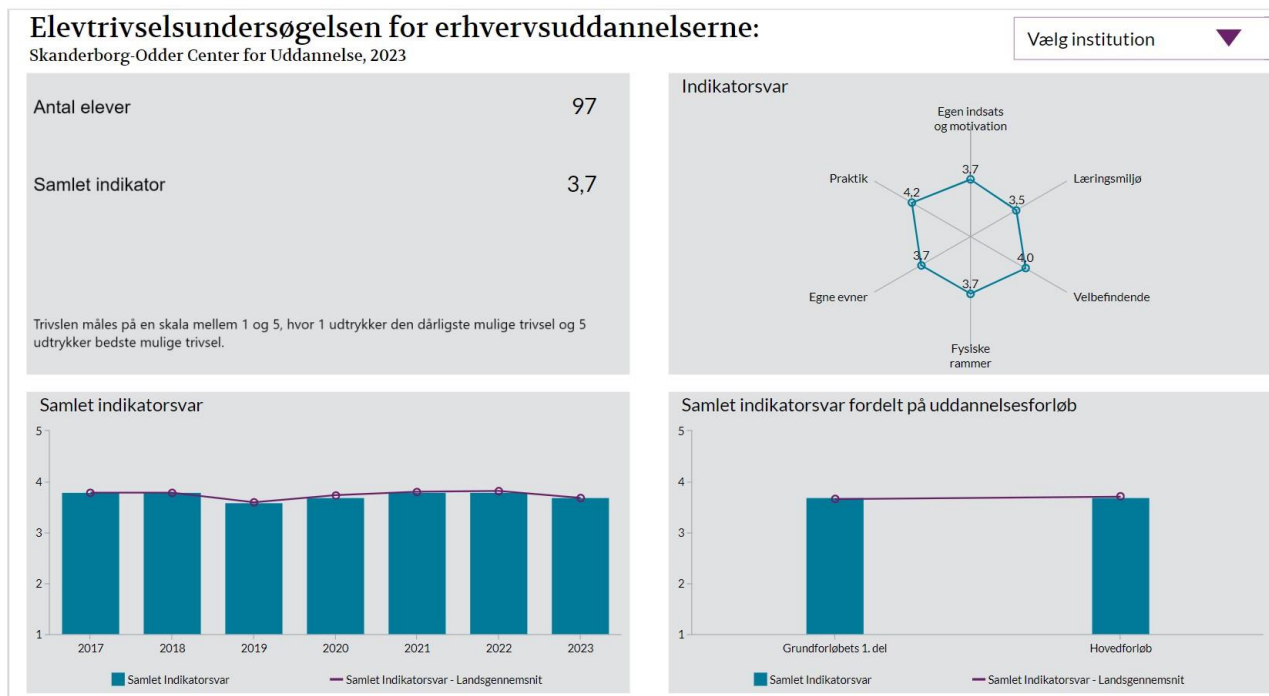 Elevtrivselsundersøgelsen for erhvervsuddannelserne:
Skanderborg-Odder Center for Uddannelse, 2023
Vælg institution
Antal elever 97
Samlet indikator 3,7
Trivslen måles på en skala mellem 1 og 5, hvor 1 udtrykker den dårligste mulige trivsel og 5
udtrykker bedste mulige trivsel.
Indikatorsvar
Egen indsats
og motivation
3,7
Praktik
Læringsmiljø
4,2
3,5
3,7
4,0
3,7
Egne evner
Velbefindende
Fysiske
rammer
Samlet indikatorsvar
5
4
3
2
1
2017 2018 2019 2020 2021 2022 2023
Samlet Indikatorsvar Samlet Indikatorsvar - Landsgennemsnit
Samlet indikatorsvar fordelt på uddannelsesforløb
5
4
3
2
1
Grundforløbets 1. del Hovedforløb
Samlet Indikatorsvar Samlet Indikatorsvar - Landsgennemsnit